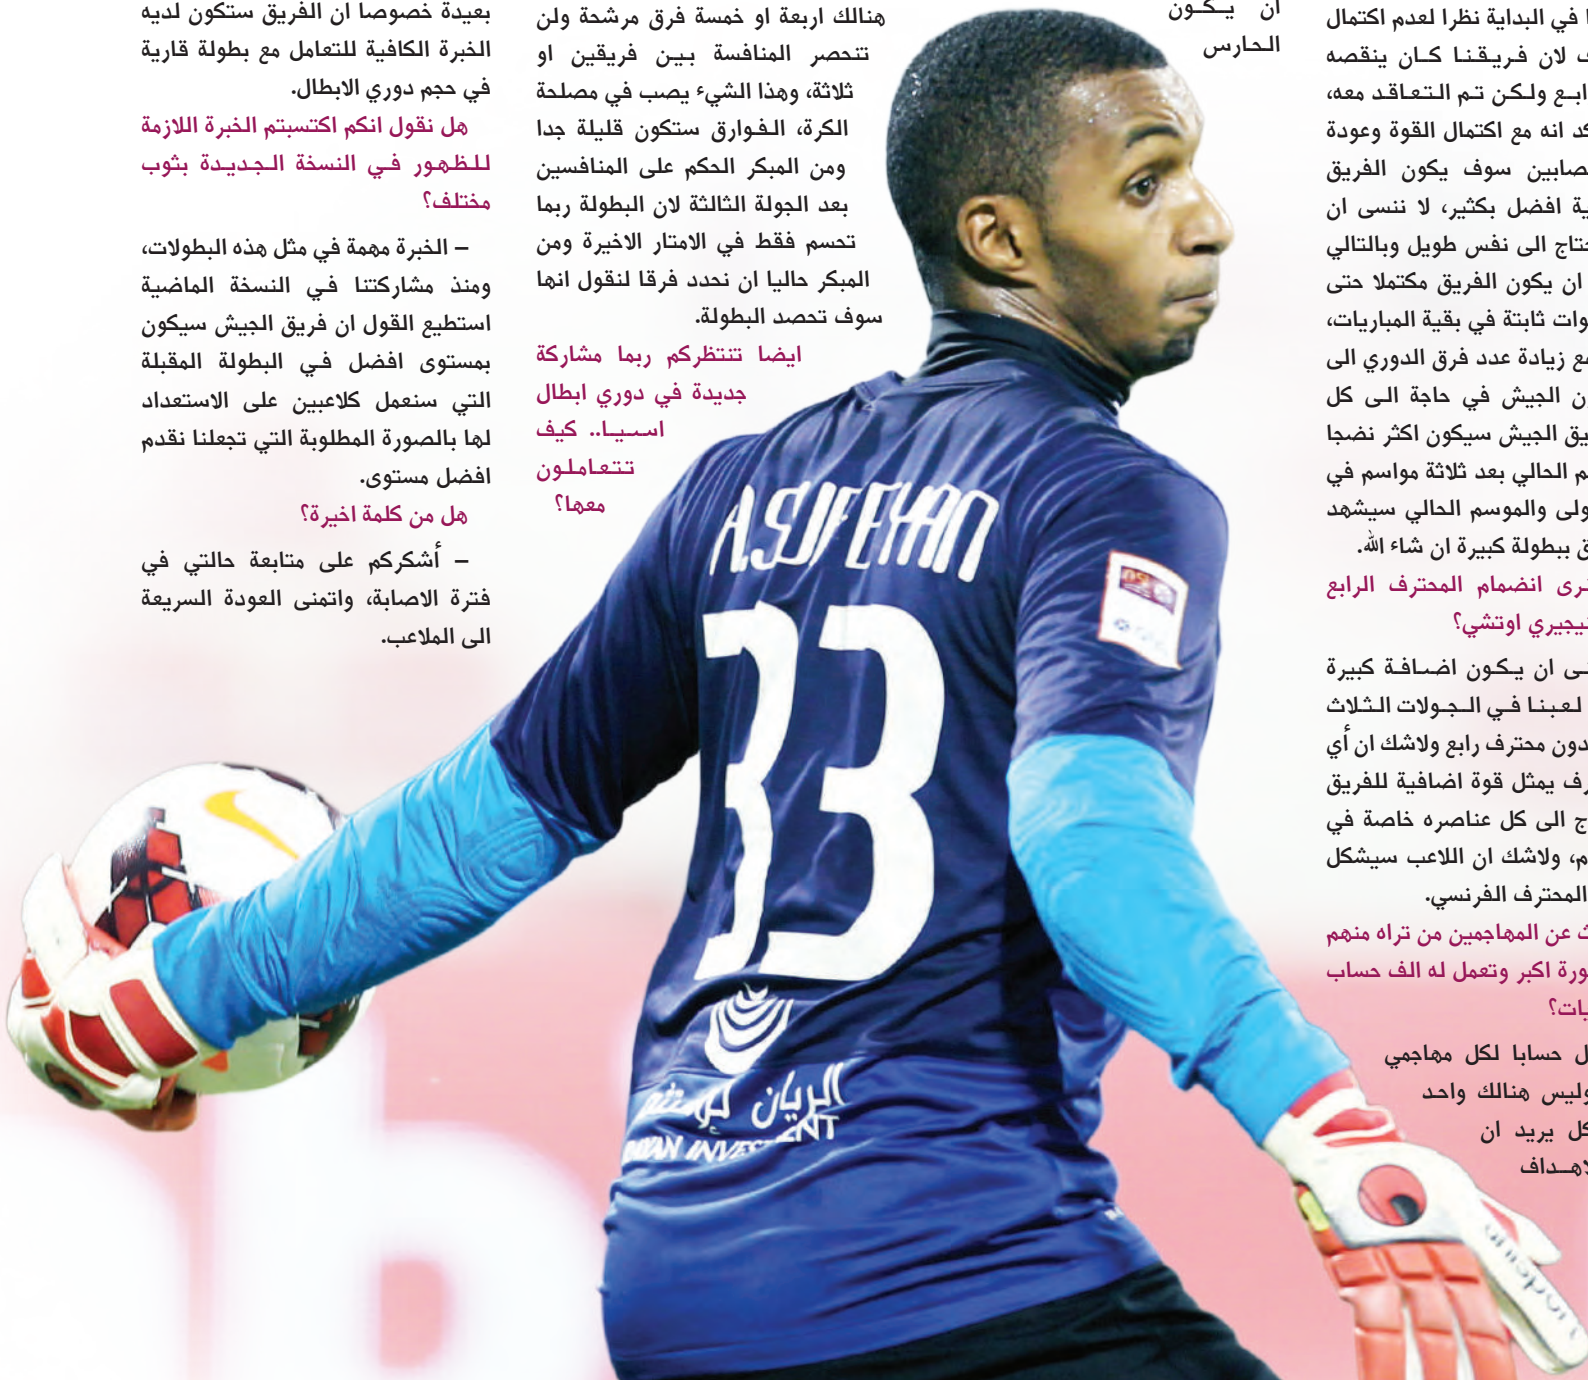 في البداية نظرا لعدم اكتمال
لان فريقنا كان ينقصه
ولكن تم التعاقد معه،
انه مع اكتمال القوة وعودة
سوف يكون الفريق
افضل بكثير، لا ننسى ان
الى نفس طويل وبالتالي
ان يكون الفريق مكتملا حتى
ثابتة في بقية المباريات،
زيادة عدد فرق الدوري الى
الجيش في حاجة الى كل
الجيش سيكون اكثر نضجا
الحالي بعد ثلاثة مواسم في
والموسم الحالي سيشهد
ببطولة كبيرة ان شاء الله.
انضمام المحترف الرابع
اوتشي؟
ان يكون اضافة كبيرة
لعبنا في الجولات الثلاث
محترف رابع ولاشك ان أي
يمثل قوة اضافية للفريق
الى كل عناصره خاصة في
ولاشك ان اللاعب سيشكل
المحترف الفرنسي.
عن المهاجمين من تراه منهم
اكبر وتعمل له الف حساب
حسابا لكل مهاجمي
وليس هنالك واحد
يريد ان
ان يكون
الحارس
هنالك اربعة او خمسة فرق مرشحة ولن
تنحصر المنافسة بين فريقين او
ثلاثة، وهذا الشيء يصب في مصلحة
الكرة، الفوارق ستكون قليلة جدا
ومن المبكر الحكم على المنافسين
بعد الجولة الثالثة لان البطولة ربما
تحسم فقط في الامتار الاخيرة ومن
المبكر حاليا ان نحدد فرقا لنقول انها
سوف تحصد البطولة.
ايضا تنتظركم ربما مشاركة
جديدة في دوري ابطال
اسيا.. كيف
تتعاملون
معها؟
بعيدة خصوصا ان الفريق ستكون لديه
الخبرة الكافية للتعامل مع بطولة قارية
في حجم دوري الابطال.
هل نقول انكم اكتسبتم الخبرة اللازمة
للظهور في النسخة الجديدة بثوب
مختلف؟
– الخبرة مهمة في مثل هذه البطولات،
ومنذ مشاركتنا في النسخة الماضية
استطيع القول ان فريق الجيش سيكون
بمستوى افضل في البطولة المقبلة
التي سنعمل كلاعبين على الاستعداد
لها بالصورة المطلوبة التي تجعلنا نقدم
افضل مستوى.
هل من كلمة اخيرة؟
– أشكركم على متابعة حالتي في
فترة الاصابة، واتمنى العودة السريعة
الى الملاعب.
33
الريان